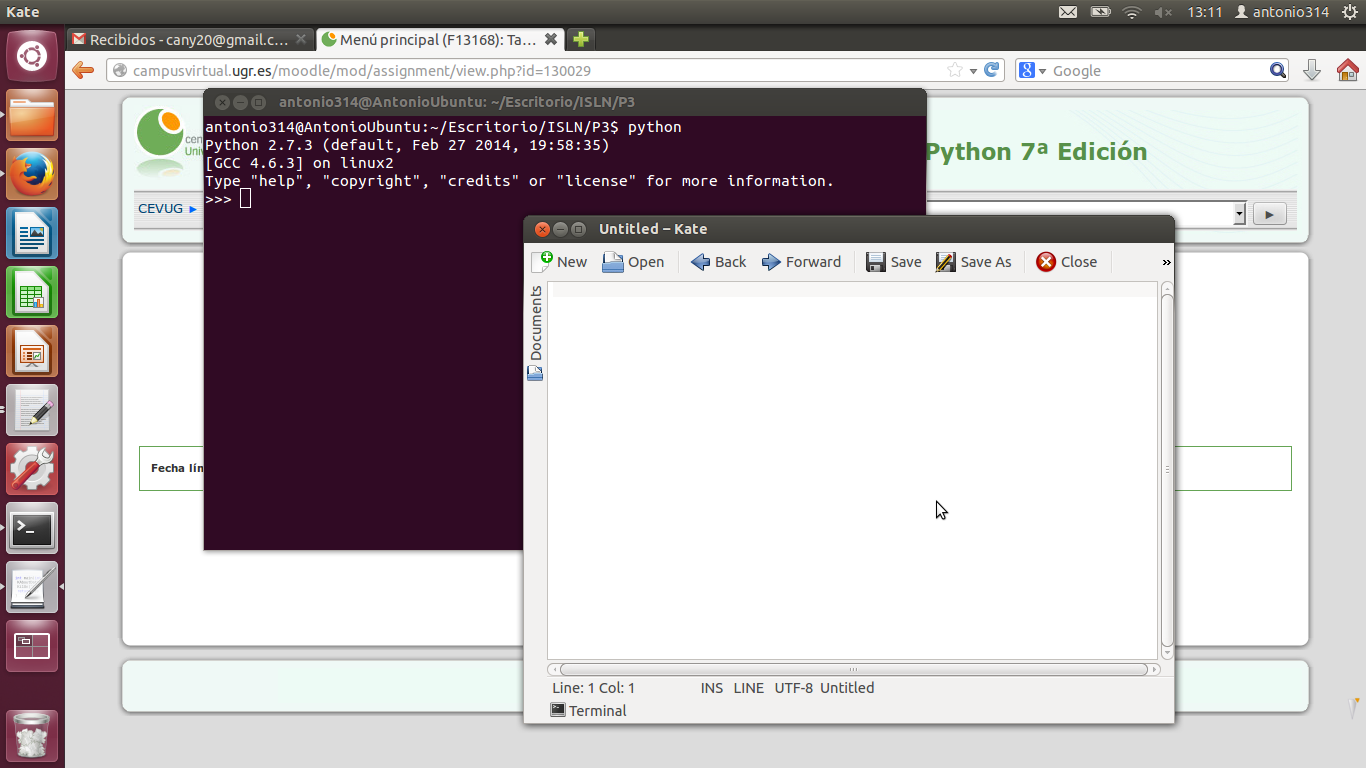 Kate
13:11
antonio314
Recibidos - cany20@gmail.c...
Menú principal (F13168): Ta...
campusvirtual.ugr.es/moodle/mod/assignment/view.php?id=130029
Google
antonio314@AntonioUbuntu: ~/Escritorio/ISLN/P3
antonio314@AntonioUbuntu:~/Escritorio/ISLN/P3$ python
Python 2.7.3 (default, Feb 27 2014, 19:58:35)
[GCC 4.6.3] on linux2
Type "help", "copyright", "credits" or "license" for more information.
>>>
cen
Univ
Python 7ª Edición
CEVUG ►
Fecha lím
Untitled – Kate
New
Open
Back
Forward
Save
Save As
Close
»
Documents
Line: 1 Col: 1
INS
LINE
UTF-8
Untitled
Terminal